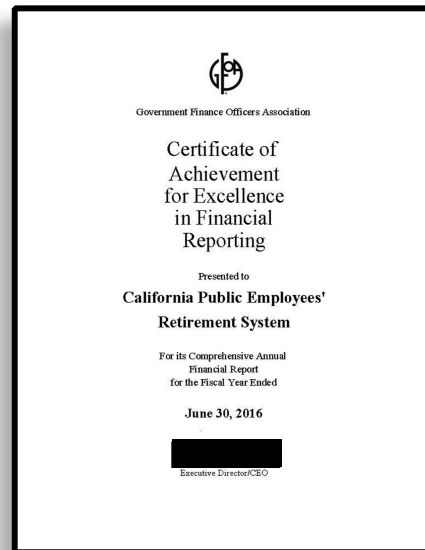 GFOA
Government Finance Officers Association
Certificate of
Achievement
for Excellence
in Financial
Reporting
Presented to
California Public Employees'
Retirement System
For its Comprehensive Annual
Financial Report
for the Fiscal Year Ended
June 30, 2016
Executive Director/CEO